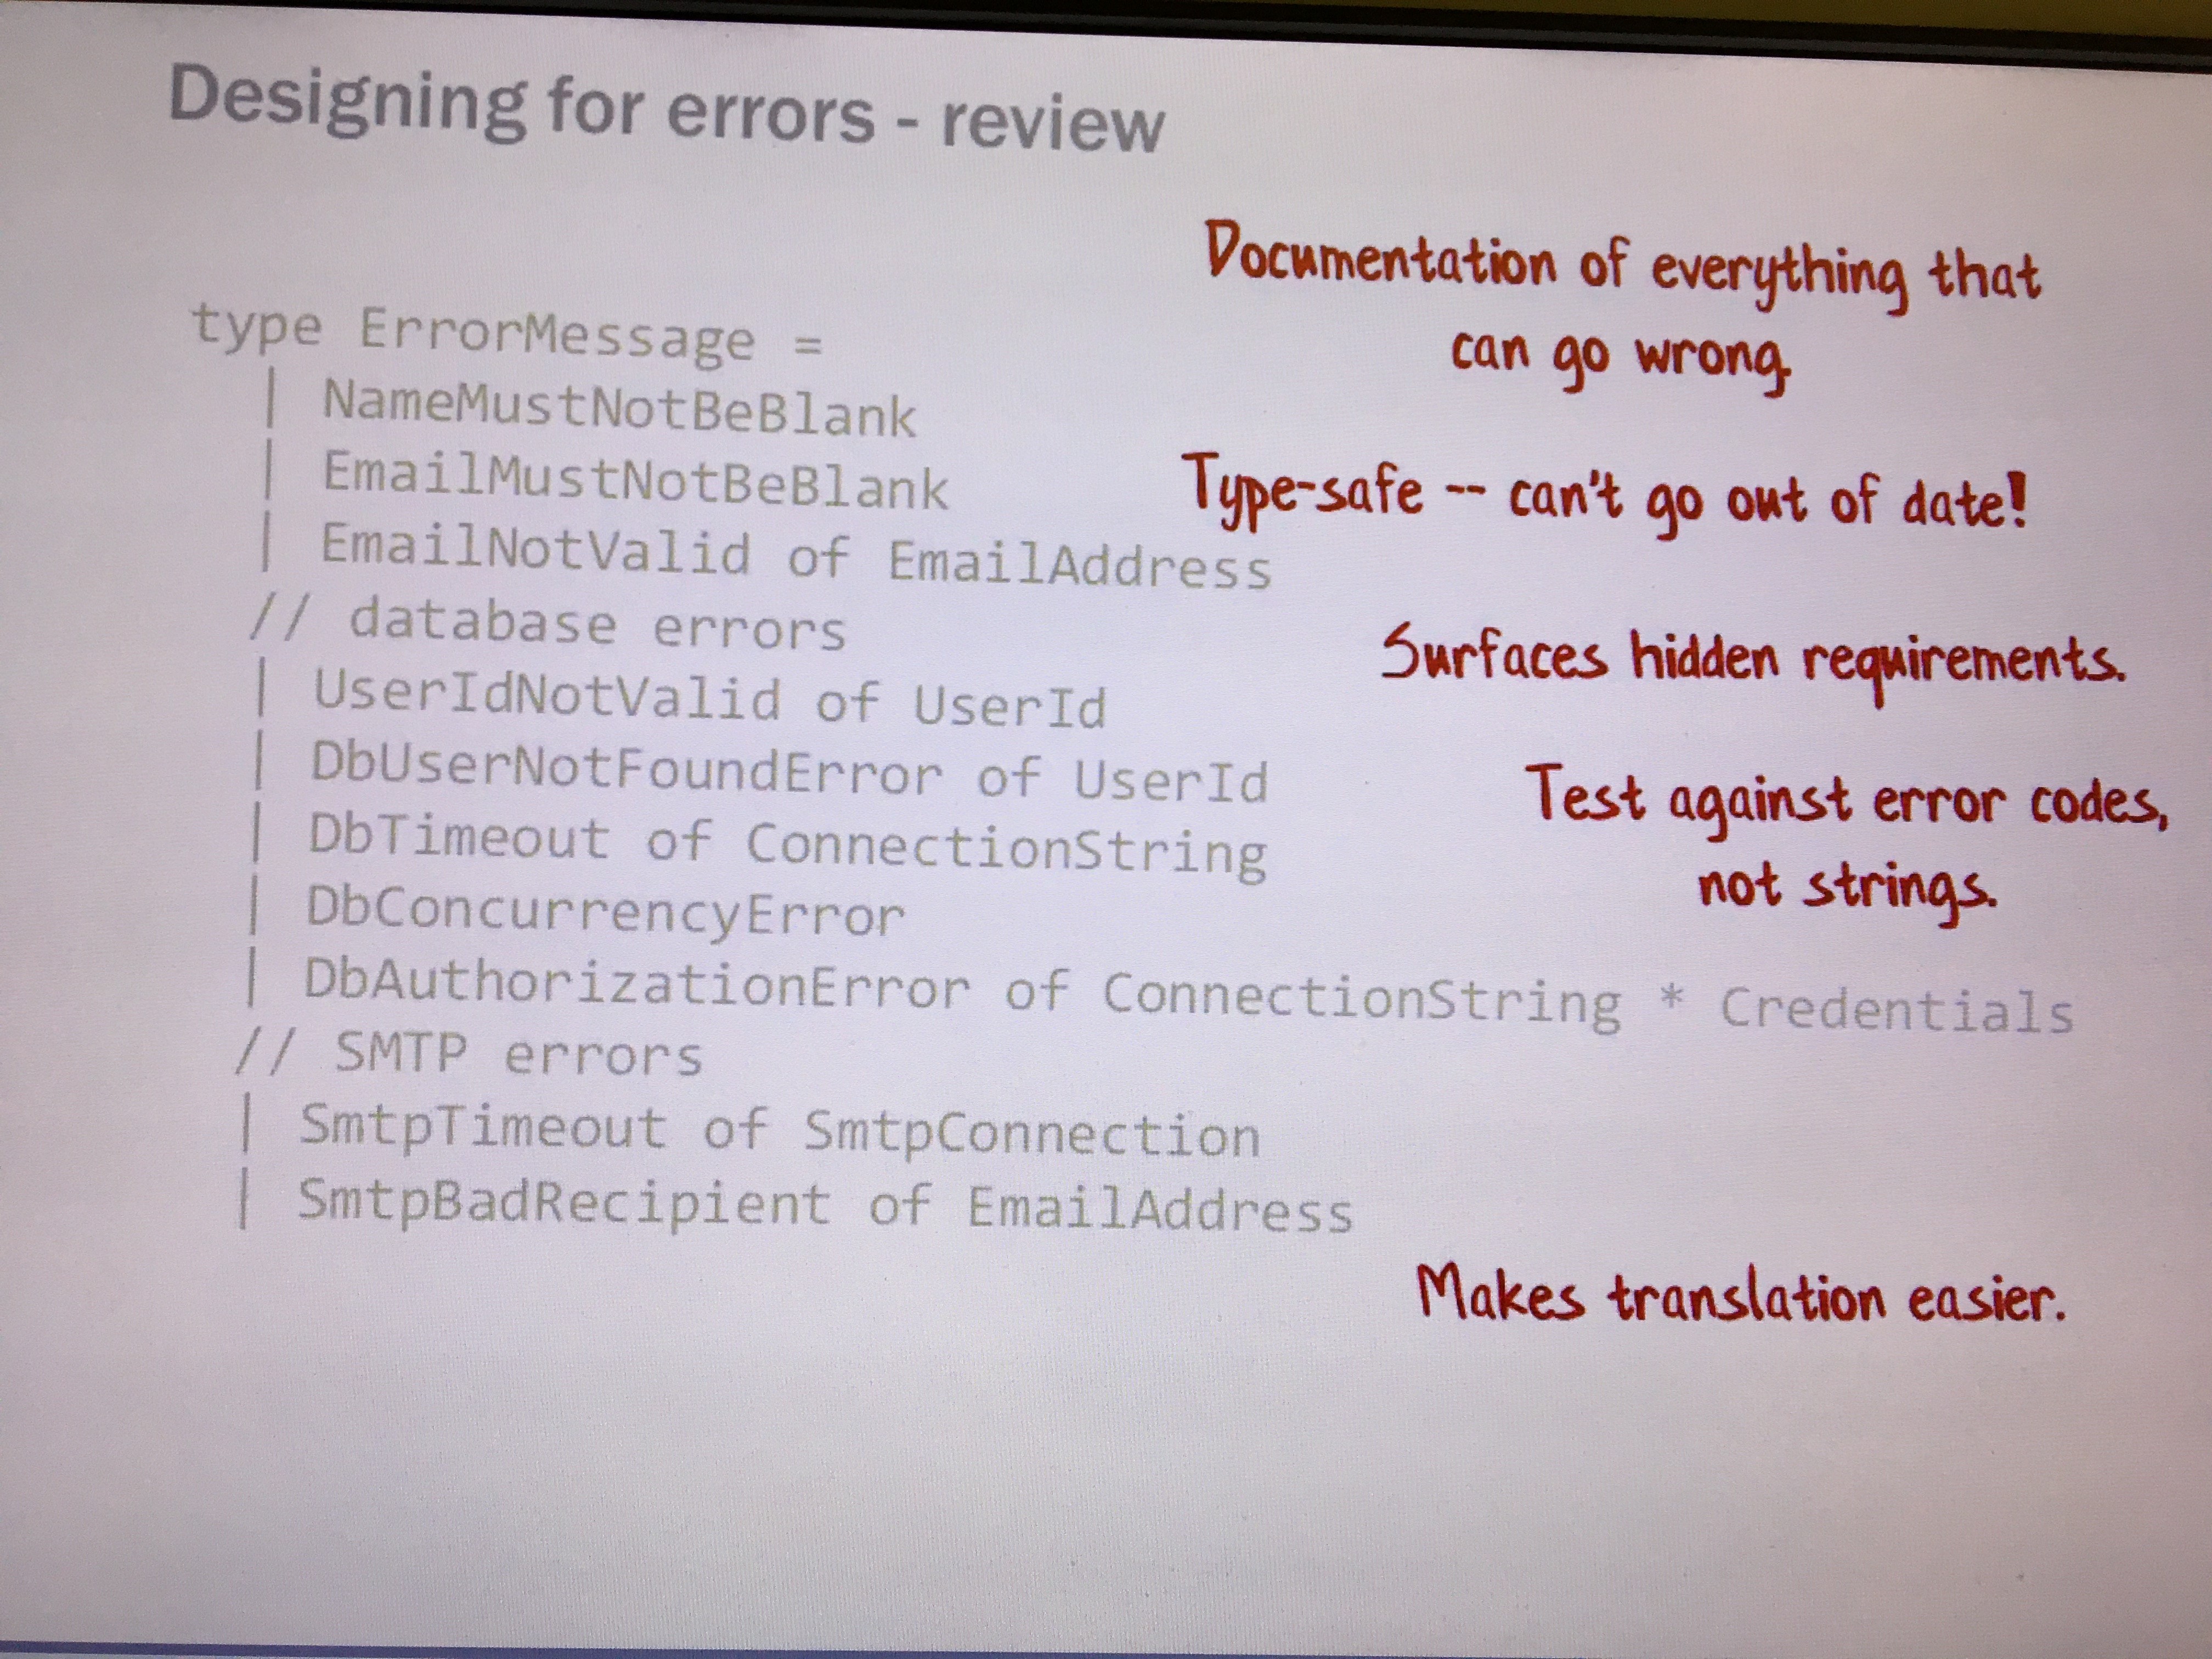 Designing for errors - review
Documentation of everything that
can go wrong.
type ErrorMessage =
| NameMustNotBeBlank
| EmailMustNotBeBlank
Type-safe -- can't go out of date!
| EmailNotValid of EmailAddress
// database errors
Surfaces hidden requirements.
| UserIdNotValid of UserId
| DbUserNotFoundError of UserId
Test against error codes,
not strings.
| DbTimeout of ConnectionString
| DbConcurrencyError
| DbAuthorizationError of ConnectionString * Credentials
// SMTP errors
| SmtpTimeout of SmtpConnection
| SmtpBadRecipient of EmailAddress
Makes translation easier.